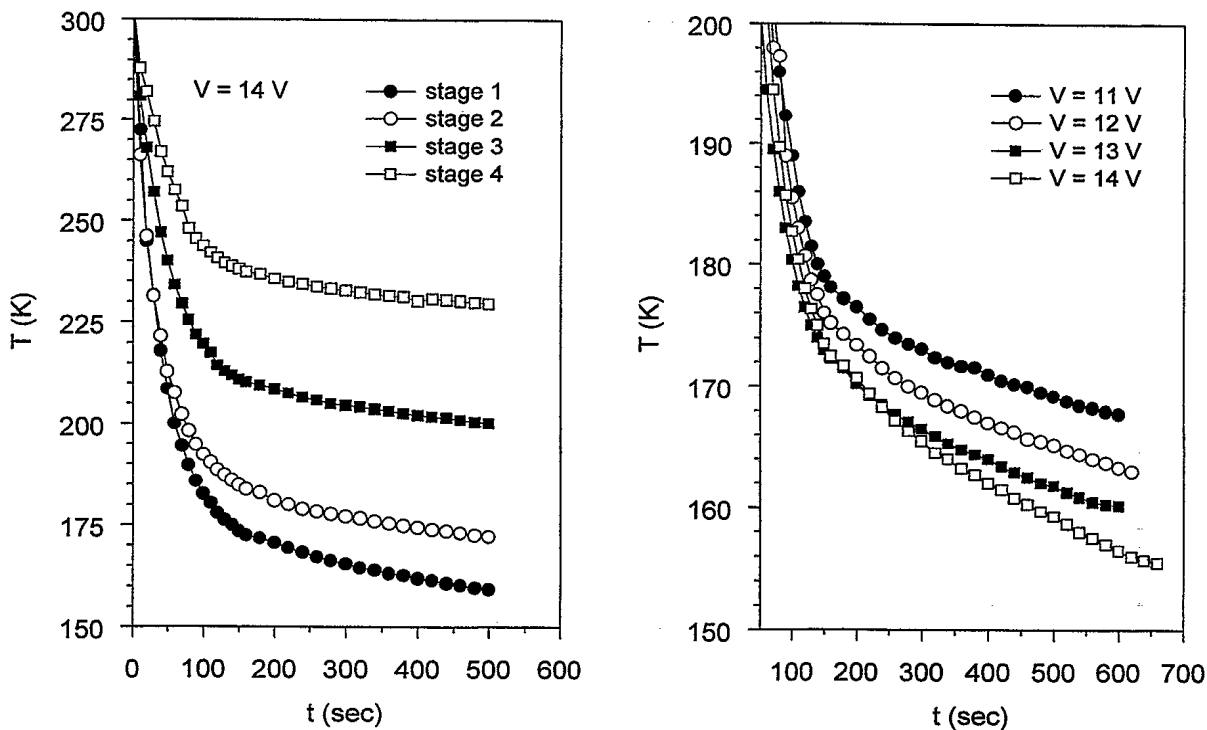 300
275
250
225
200
175
150
T (K)
V = 14 V
stage 1
stage 2
stage 3
stage 4
0 100 200 300 400 500 600
t (sec)
200
190
180
170
160
150
T (K)
V = 11 V
V = 12 V
V = 13 V
V = 14 V
100 200 300 400 500 600 700
t (sec)